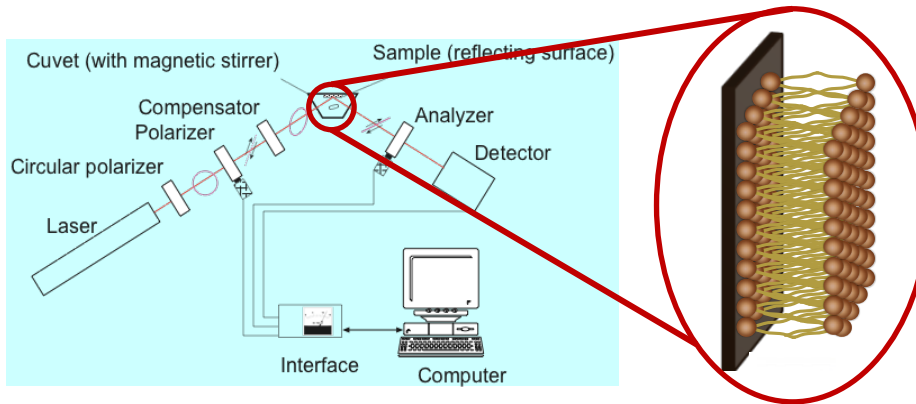 Cuvet (with magnetic stirrer)
Sample (reflecting surface)
Compensator
Polarizer
Analyzer
Circular polarizer
Detector
Laser
Interface
Computer